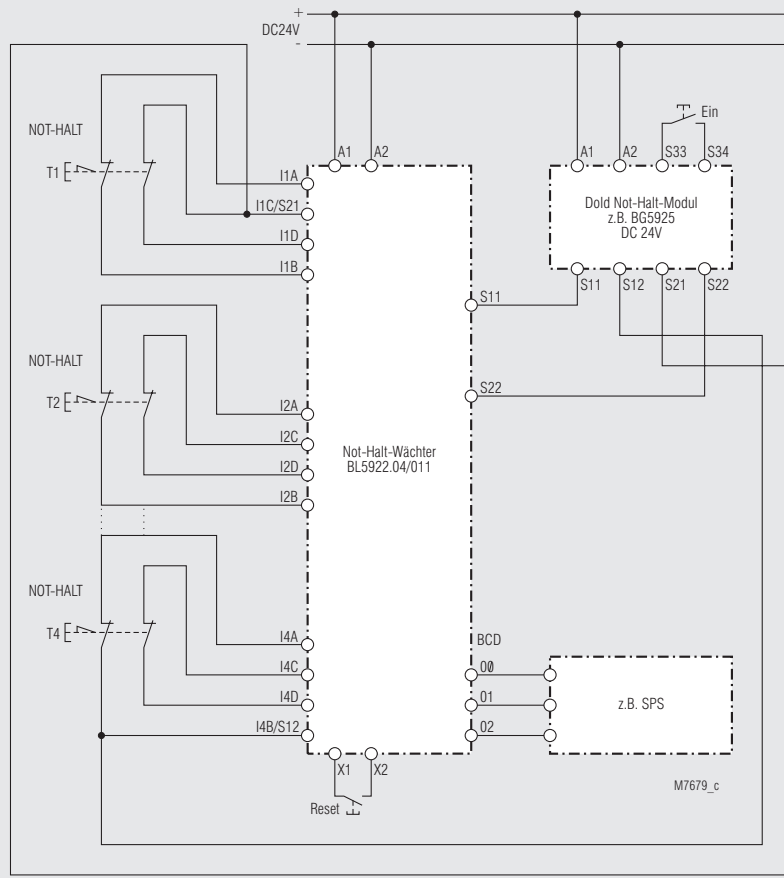 +
DC24V
-
NOT-HALT
T1
I1A
I1C/S21
I1D
I1B
A1
A2
A1
A2
S33
S34
Ein
Dold Not-Halt-Modul
z.B. BG5925
DC 24V
S11
S12
S21
S22
S11
S22
NOT-HALT
T2
I2A
I2C
I2D
I2B
Not-Halt-Wächter
BL5922.04/011
NOT-HALT
T4
I4A
I4C
I4D
I4B/S12
BCD
00
01
02
z.B. SPS
X1
X2
Reset
M7679_c